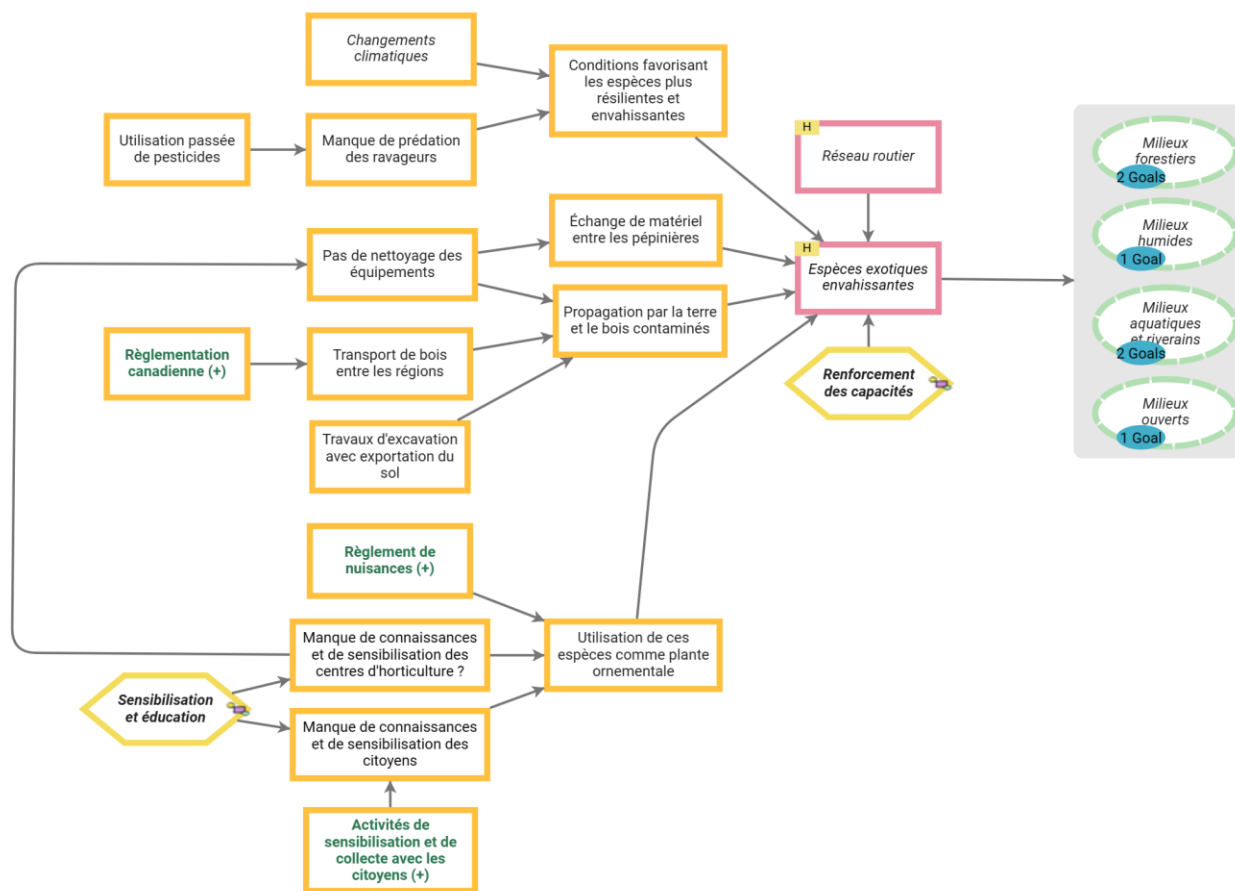 Changements
climatiques
Conditions favorisant
les espèces plus
résilientes et
envahissantes
Utilisation passée
de pesticides
Manque de prédation
des ravageurs
H
Réseau routier
Milieux
forestiers
2 Goals
Milieux
humides
1 Goal
Milieux
aquatiques
et riverains
2 Goals
Milieux
ouverts
1 Goal
Échange de matériel
entre les pépinières
Pas de nettoyage des
équipements
H
Espèces exotiques
envahissantes
Propagation par la terre
et le bois contaminés
Règlementation
canadienne (+)
Transport de bois
entre les régions
Renforcement
des capacités
Travaux d'excavation
avec exportation du
sol
Règlement de
nuisances (+)
Manque de connaissances
et de sensibilisation des
centres d'horticulture ?
Utilisation de ces
espèces comme plante
ornementale
Sensibilisation
et éducation
Manque de connaissances
et de sensibilisation des
citoyens
Activités de
sensibilisation et de
collecte avec les
citoyens (+)